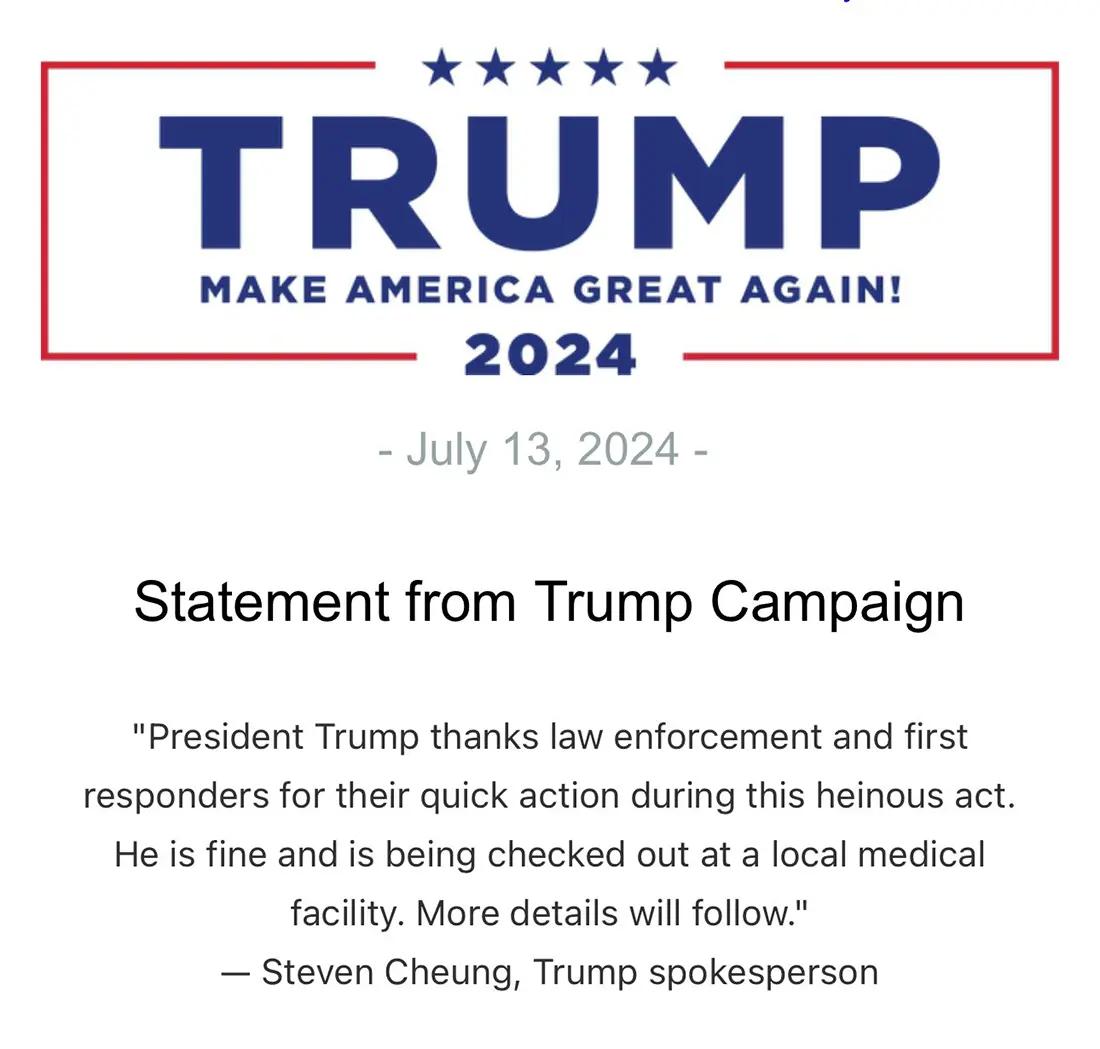 TRUMP
MAKE AMERICA GREAT AGAIN!
2024
- July 13, 2024 -
Statement from Trump Campaign
"President Trump thanks law enforcement and first
responders for their quick action during this heinous act.
He is fine and is being checked out at a local medical
facility. More details will follow."
— Steven Cheung, Trump spokesperson